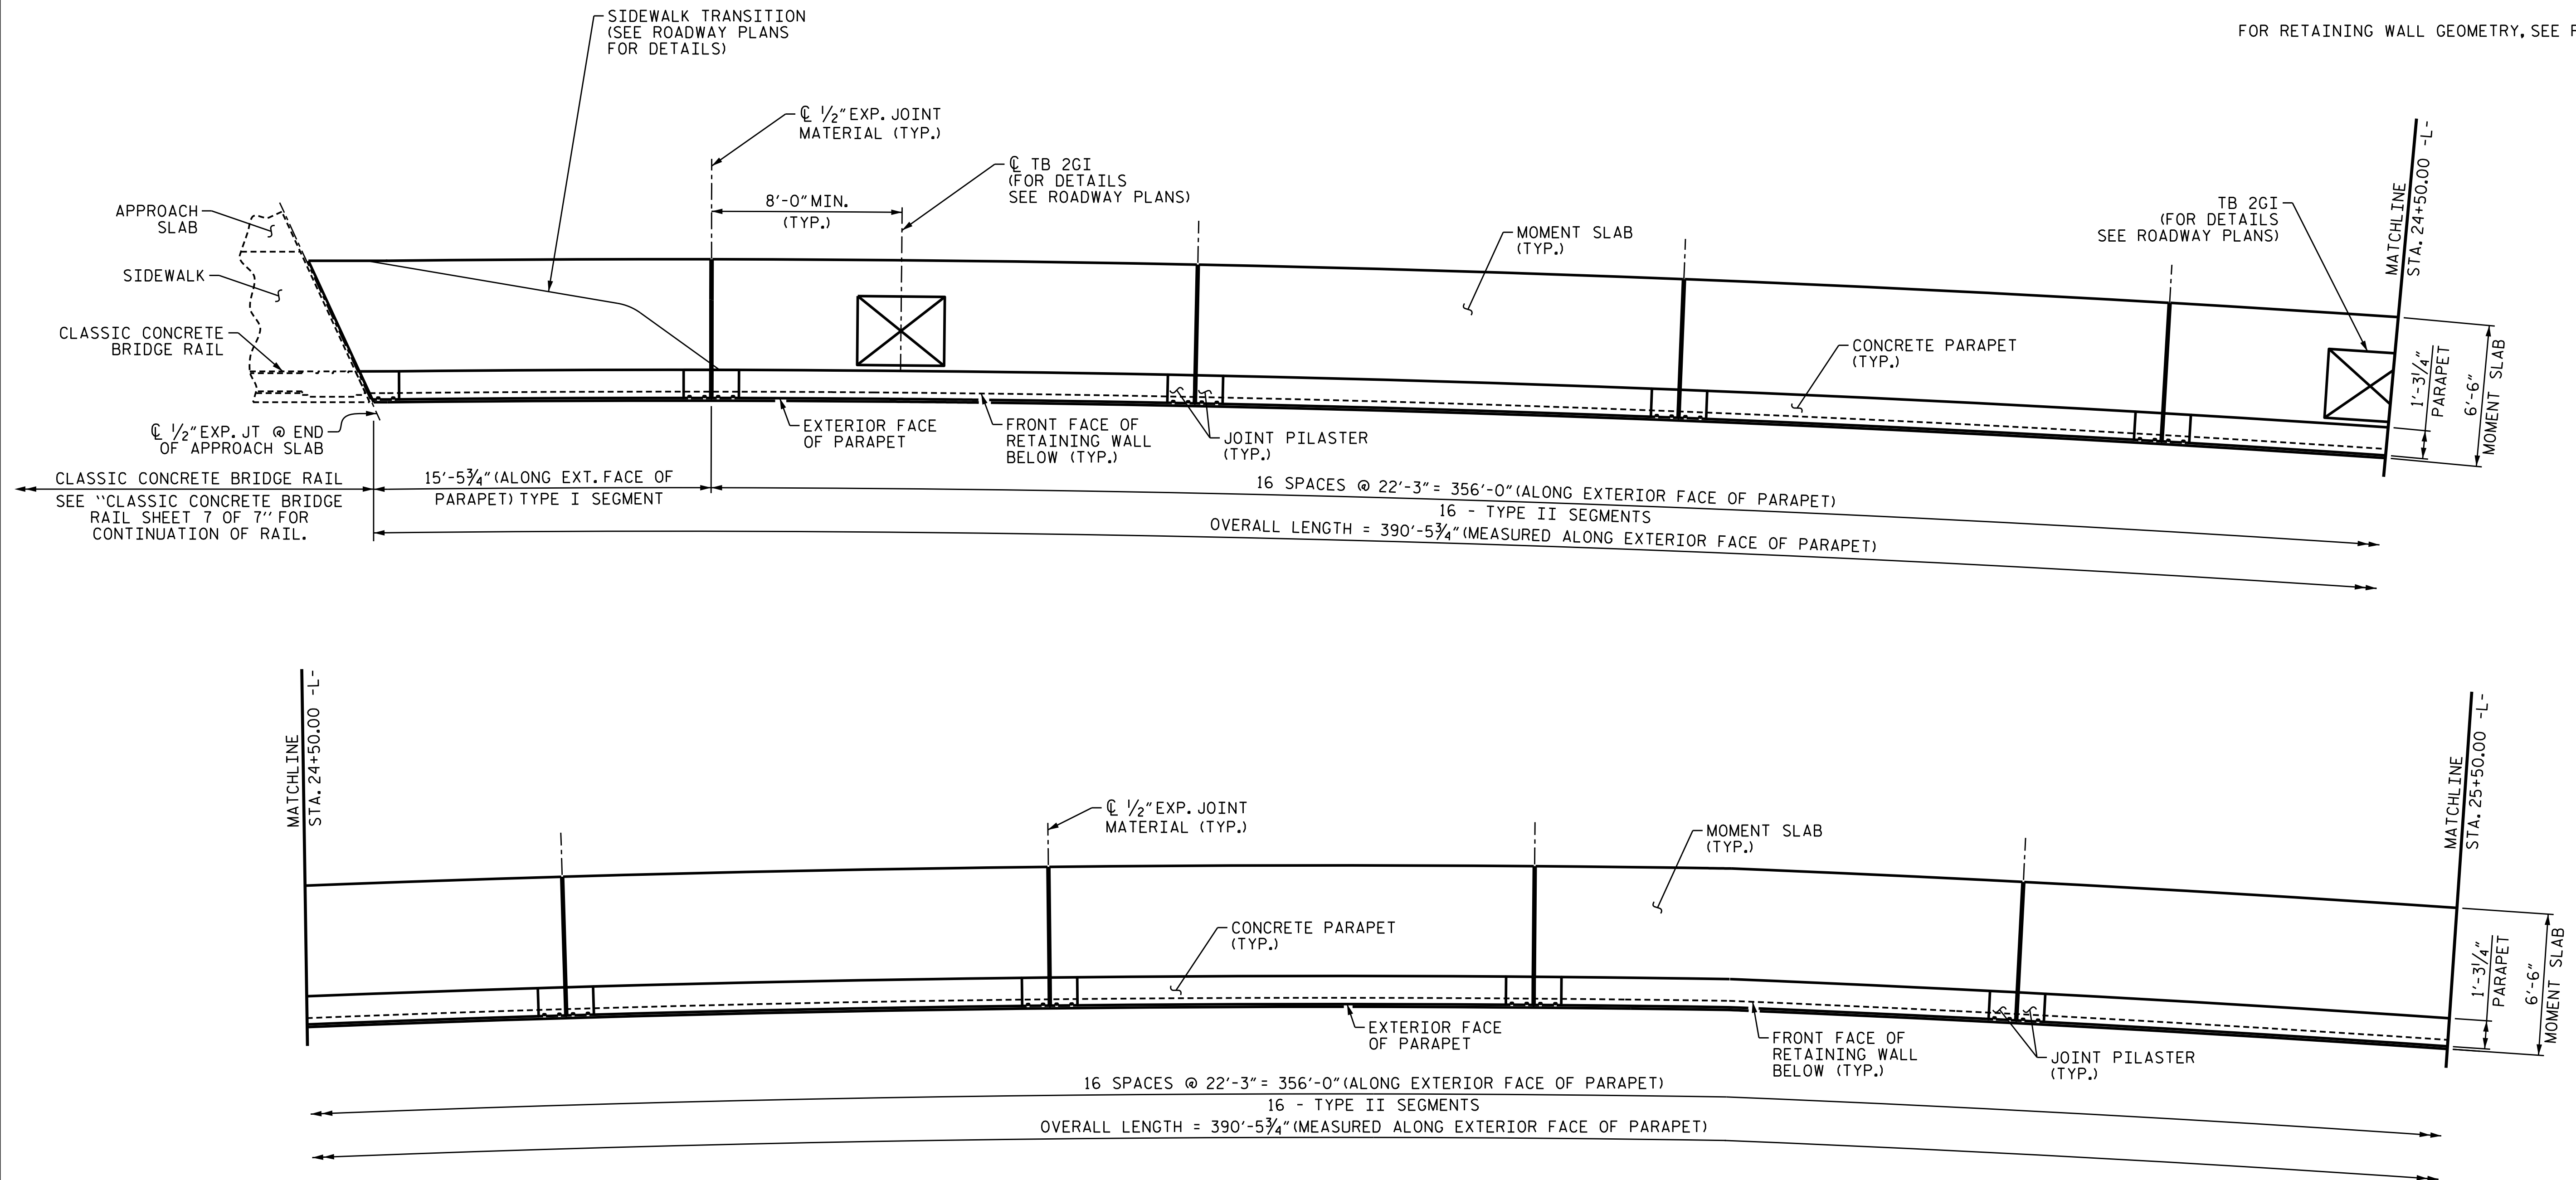 SIDEWALK TRANSITION
(SEE ROADWAY PLANS
FOR DETAILS)
FOR RETAINING WALL GEOMETRY, SEE
℄ 1/2" EXP. JOINT
MATERIAL (TYP.)
℄ TB 2GI
(FOR DETAILS
SEE ROADWAY PLANS)
8'-0" MIN.
(TYP.)
APPROACH
SLAB
SIDEWALK
CLASSIC CONCRETE
BRIDGE RAIL
MOMENT SLAB
(TYP.)
TB 2GI
(FOR DETAILS
SEE ROADWAY PLANS)
MATCHLINE
STA. 24+50.00 -L-
CONCRETE PARAPET
(TYP.)
1'-3 1/4"
PARAPET
6'-6"
MOMENT SLAB
℄ 1/2" EXP. JT @ END
OF APPROACH SLAB
EXTERIOR FACE
OF PARAPET
FRONT FACE OF
RETAINING WALL
BELOW (TYP.)
JOINT PILASTER
(TYP.)
CLASSIC CONCRETE BRIDGE RAIL
SEE "CLASSIC CONCRETE BRIDGE
RAIL SHEET 7 OF 7" FOR
CONTINUATION OF RAIL.
15'-5 3/4" (ALONG EXT. FACE OF
PARAPET) TYPE I SEGMENT
16 SPACES @ 22'-3" = 356'-0" (ALONG EXTERIOR FACE OF PARAPET)
16 - TYPE II SEGMENTS
OVERALL LENGTH = 390'-5 3/4" (MEASURED ALONG EXTERIOR FACE OF PARAPET)
MATCHLINE
STA. 24+50.00 -L-
℄ 1/2" EXP. JOINT
MATERIAL (TYP.)
MOMENT SLAB
(TYP.)
MATCHLINE
STA. 25+50.00 -L-
CONCRETE PARAPET
(TYP.)
1'-3 1/4"
PARAPET
6'-6"
MOMENT SLAB
EXTERIOR FACE
OF PARAPET
FRONT FACE OF
RETAINING WALL
BELOW (TYP.)
JOINT PILASTER
(TYP.)
16 SPACES @ 22'-3" = 356'-0" (ALONG EXTERIOR FACE OF PARAPET)
16 - TYPE II SEGMENTS
OVERALL LENGTH = 390'-5 3/4" (MEASURED ALONG EXTERIOR FACE OF PARAPET)